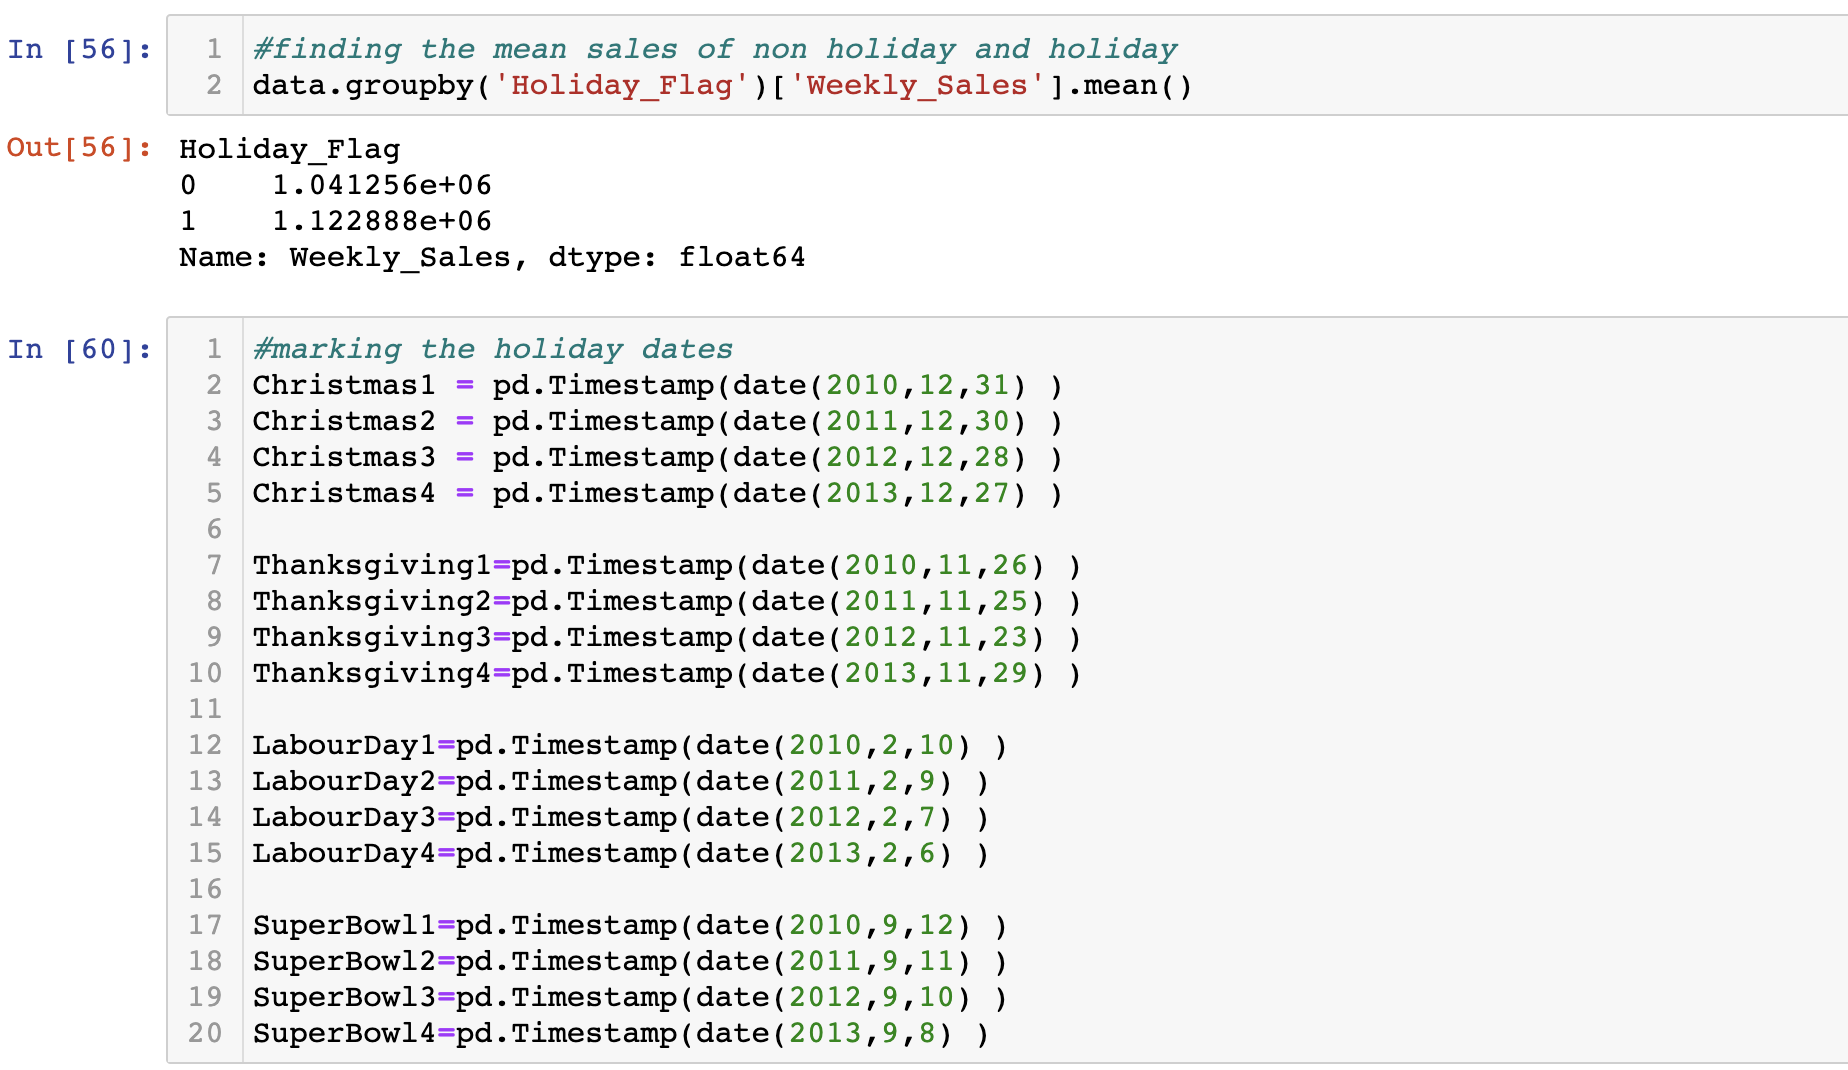 In [56]:
1 #finding the mean sales of non holiday and holiday
2 data.groupby('Holiday_Flag')['Weekly_Sales'].mean()
Out[56]: Holiday_Flag
0    1.041256e+06
1    1.122888e+06
Name: Weekly_Sales, dtype: float64
In [60]:
1 #marking the holiday dates
2 Christmas1 = pd.Timestamp(date(2010,12,31) )
3 Christmas2 = pd.Timestamp(date(2011,12,30) )
4 Christmas3 = pd.Timestamp(date(2012,12,28) )
5 Christmas4 = pd.Timestamp(date(2013,12,27) )
6
7 Thanksgiving1=pd.Timestamp(date(2010,11,26) )
8 Thanksgiving2=pd.Timestamp(date(2011,11,25) )
9 Thanksgiving3=pd.Timestamp(date(2012,11,23) )
10 Thanksgiving4=pd.Timestamp(date(2013,11,29) )
11
12 LabourDay1=pd.Timestamp(date(2010,2,10) )
13 LabourDay2=pd.Timestamp(date(2011,2,9) )
14 LabourDay3=pd.Timestamp(date(2012,2,7) )
15 LabourDay4=pd.Timestamp(date(2013,2,6) )
16
17 SuperBowl1=pd.Timestamp(date(2010,9,12) )
18 SuperBowl2=pd.Timestamp(date(2011,9,11) )
19 SuperBowl3=pd.Timestamp(date(2012,9,10) )
20 SuperBowl4=pd.Timestamp(date(2013,9,8) )